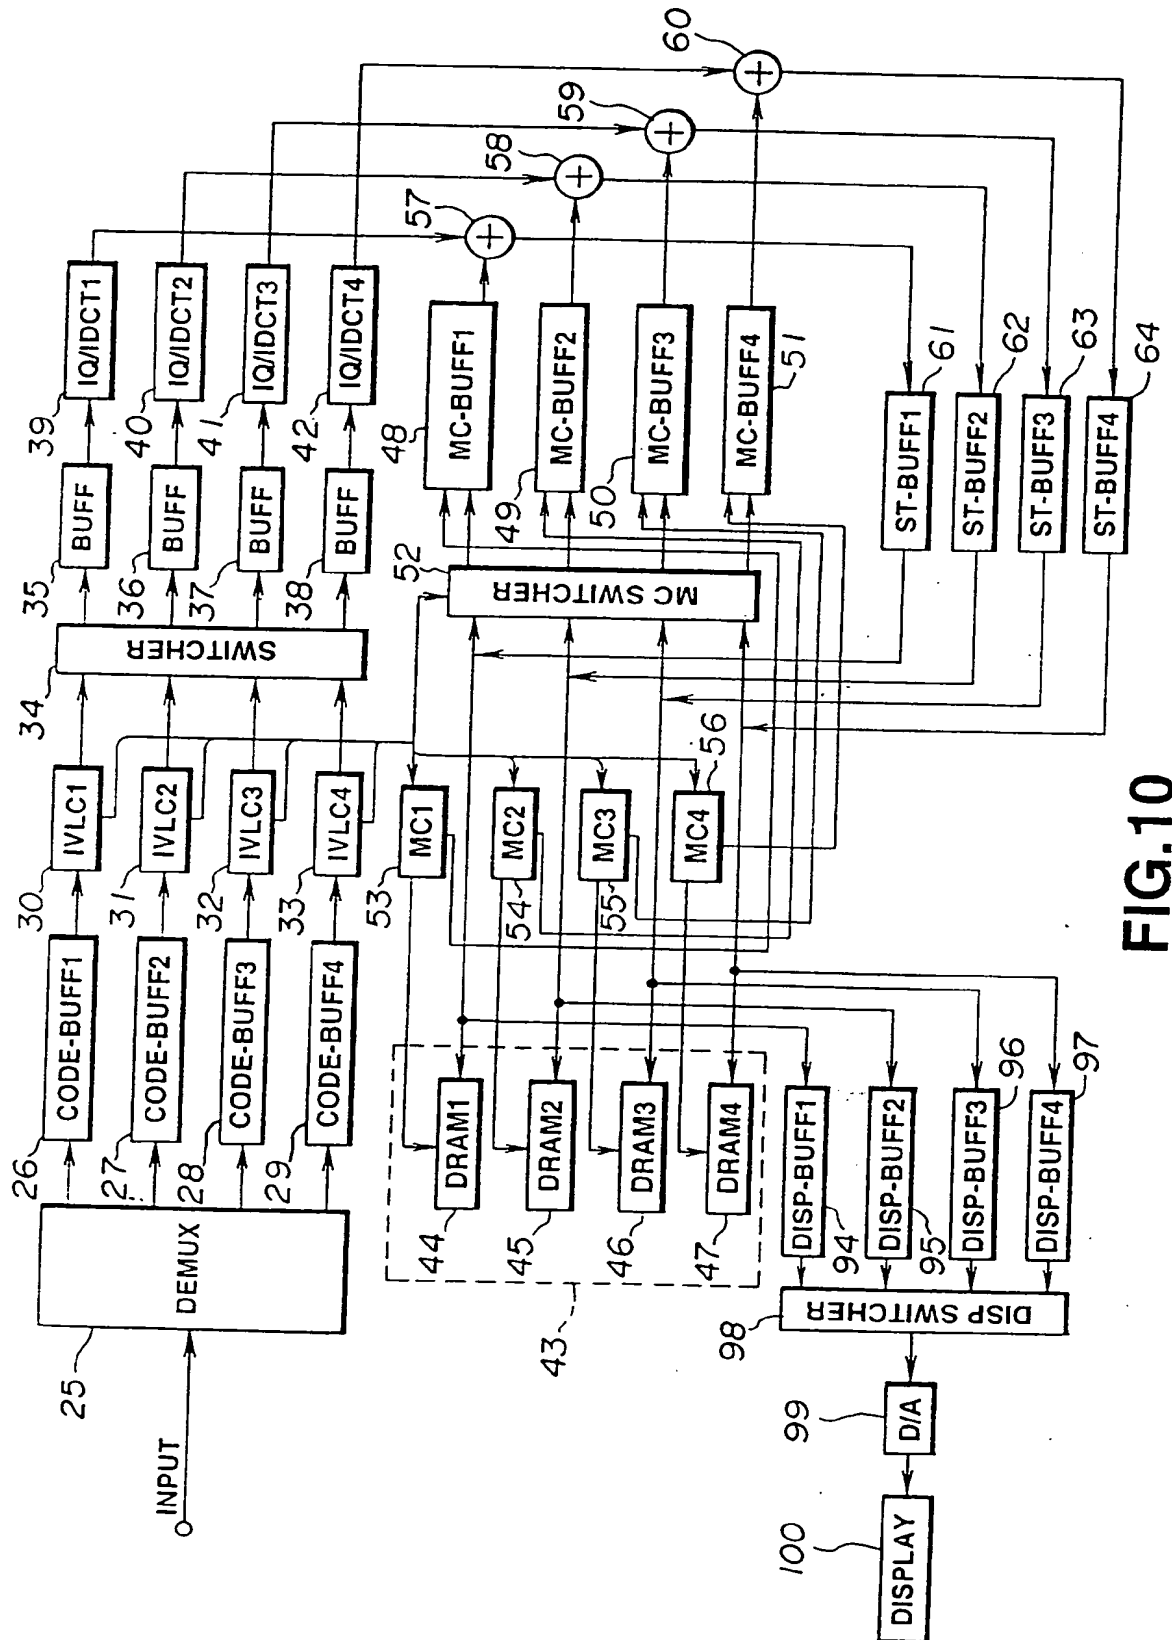 INPUT
25
DEMUX
26
CODE-BUFF1
27
CODE-BUFF2
28
CODE-BUFF3
29
CODE-BUFF4
30
IVLC1
31
IVLC2
32
IVLC3
33
IVLC4
34
SWITCHER
35
BUFF
36
BUFF
37
BUFF
38
BUFF
39
IQ/IDCT1
40
IQ/IDCT2
41
IQ/IDCT3
42
IQ/IDCT4
43
44
DRAM1
45
DRAM2
46
DRAM3
47
DRAM4
53
MC1
54
MC2
55
MC3
56
MC4
52
MC SWITCHER
48
MC-BUFF1
49
MC-BUFF2
50
MC-BUFF3
51
MC-BUFF4
57
+
58
+
59
+
60
+
61
ST-BUFF1
62
ST-BUFF2
63
ST-BUFF3
64
ST-BUFF4
94
DISP-BUFF1
95
DISP-BUFF2
96
DISP-BUFF3
97
DISP-BUFF4
98
DISP SWITCHER
99
D/A
100
DISPLAY
FIG.10